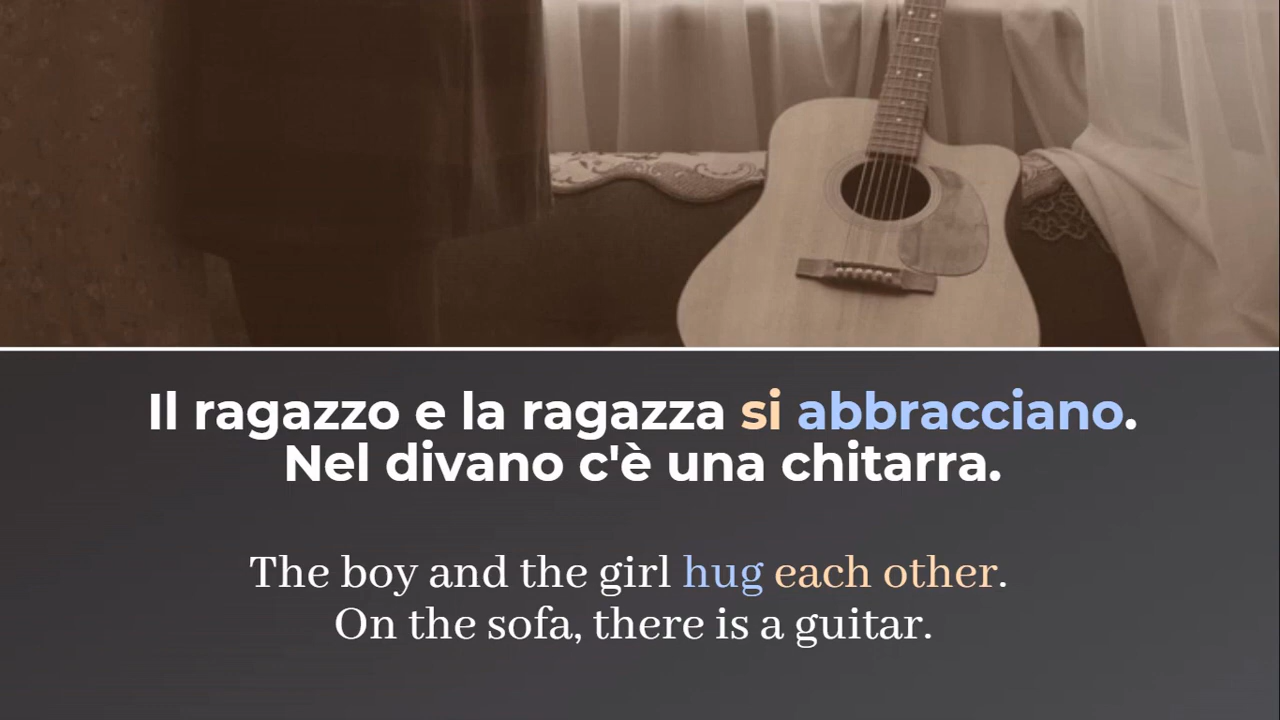 Il ragazzo e la ragazza si abbracciano.
Nel divano c'è una chitarra.
The boy and the girl hug each other.
On the sofa, there is a guitar.